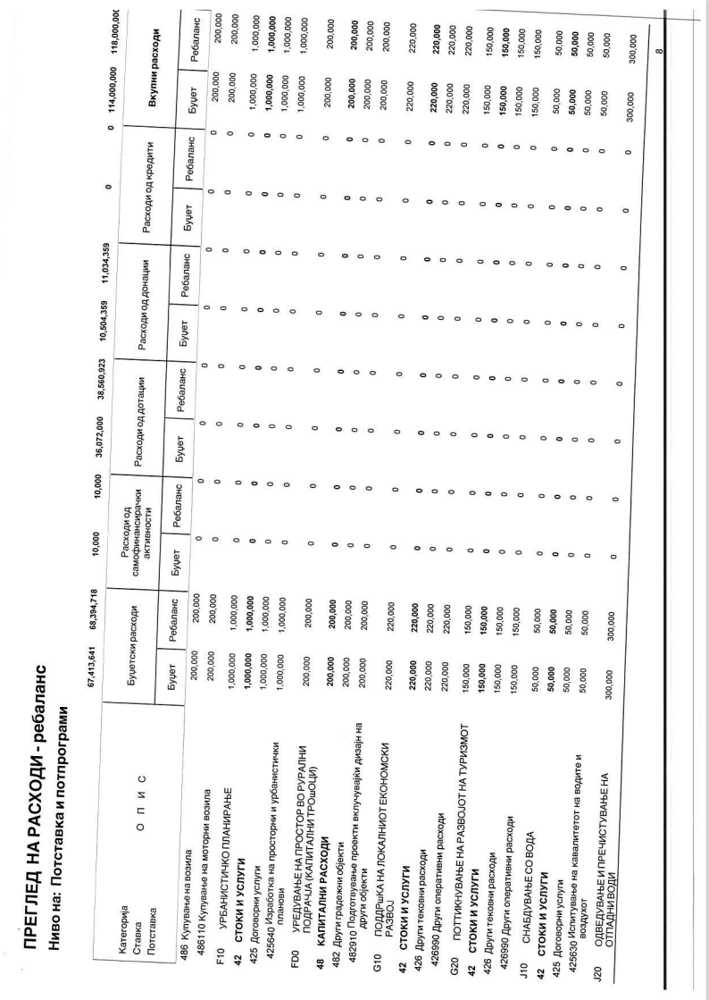 ПРЕГЛЕД НА РАСХОДИ - ребаланс
Ниво на: Потставка и потпрограми
67,413,641 68,394,718 10,000 10,000 36,072,000 38,560,923 10,504,359 11,034,359 0 0 114,000,000 118,000,000
Категорија
Ставка
Потставка
О П И С
Буџетски расходи
Расходи од самофинансирачки активности
Расходи од дотации
Расходи од донации
Расходи од кредити
Вкупни расходи
Буџет Ребаланс Буџет Ребаланс Буџет Ребаланс Буџет Ребаланс Буџет Ребаланс Буџет Ребаланс
486 Купување на возила 200,000 200,000 0 0 0 0 0 0 0 0 200,000 200,000
486110 Купување на моторни возила 200,000 200,000 0 0 0 0 0 0 0 0 200,000 200,000
F10 УРБАНИСТИЧКО ПЛАНИРАЊЕ 1,000,000 1,000,000 0 0 0 0 0 0 0 0 1,000,000 1,000,000
42 СТОКИ И УСЛУГИ 1,000,000 1,000,000 0 0 0 0 0 0 0 0 1,000,000 1,000,000
425 Договорни услуги 1,000,000 1,000,000 0 0 0 0 0 0 0 0 1,000,000 1,000,000
425640 Изработка на просторни и урбанистички 1,000,000 1,000,000 0 0 0 0 0 0 0 0 1,000,000 1,000,000
планови
FD0 УРЕДУВАЊЕ НА ПРОСТОР ВО РУРАЛНИ 200,000 200,000 0 0 0 0 0 0 0 0 200,000 200,000
ПОДРАЧЈА (КАПИТАЛНИ ТРОшОЦИ)
48 КАПИТАЛНИ РАСХОДИ 200,000 200,000 0 0 0 0 0 0 0 0 200,000 200,000
482 Други градежни објекти 200,000 200,000 0 0 0 0 0 0 0 0 200,000 200,000
482910 Подготвување проекти вклучувајќи дизајн на 200,000 200,000 0 0 0 0 0 0 0 0 200,000 200,000
други објекти
G10 ПОДДРшКА НА ЛОКАЛНИОТ ЕКОНОМСКИ 220,000 220,000 0 0 0 0 0 0 0 0 220,000 220,000
РАЗВОЈ
42 СТОКИ И УСЛУГИ 220,000 220,000 0 0 0 0 0 0 0 0 220,000 220,000
426 Други тековни расходи 220,000 220,000 0 0 0 0 0 0 0 0 220,000 220,000
426990 Други оперативни расходи 220,000 220,000 0 0 0 0 0 0 0 0 220,000 220,000
G20 ПОТТИКНУВАЊЕ НА РАЗВОЈОТ НА ТУРИЗМОТ 150,000 150,000 0 0 0 0 0 0 0 0 150,000 150,000
42 СТОКИ И УСЛУГИ 150,000 150,000 0 0 0 0 0 0 0 0 150,000 150,000
426 Други тековни расходи 150,000 150,000 0 0 0 0 0 0 0 0 150,000 150,000
426990 Други оперативни расходи 150,000 150,000 0 0 0 0 0 0 0 0 150,000 150,000
J10 СНАБДУВАЊЕ СО ВОДА 50,000 50,000 0 0 0 0 0 0 0 0 50,000 50,000
42 СТОКИ И УСЛУГИ 50,000 50,000 0 0 0 0 0 0 0 0 50,000 50,000
425 Договорни услуги 50,000 50,000 0 0 0 0 0 0 0 0 50,000 50,000
425630 Испитување на кавалитетот на водите и 50,000 50,000 0 0 0 0 0 0 0 0 50,000 50,000
воздухот
J20 ОДВЕДУВАЊЕ И ПРЕЧИСТУВАЊЕ НА 300,000 300,000 0 0 0 0 0 0 0 0 300,000 300,000
ОТПАДНИ ВОДИ
8